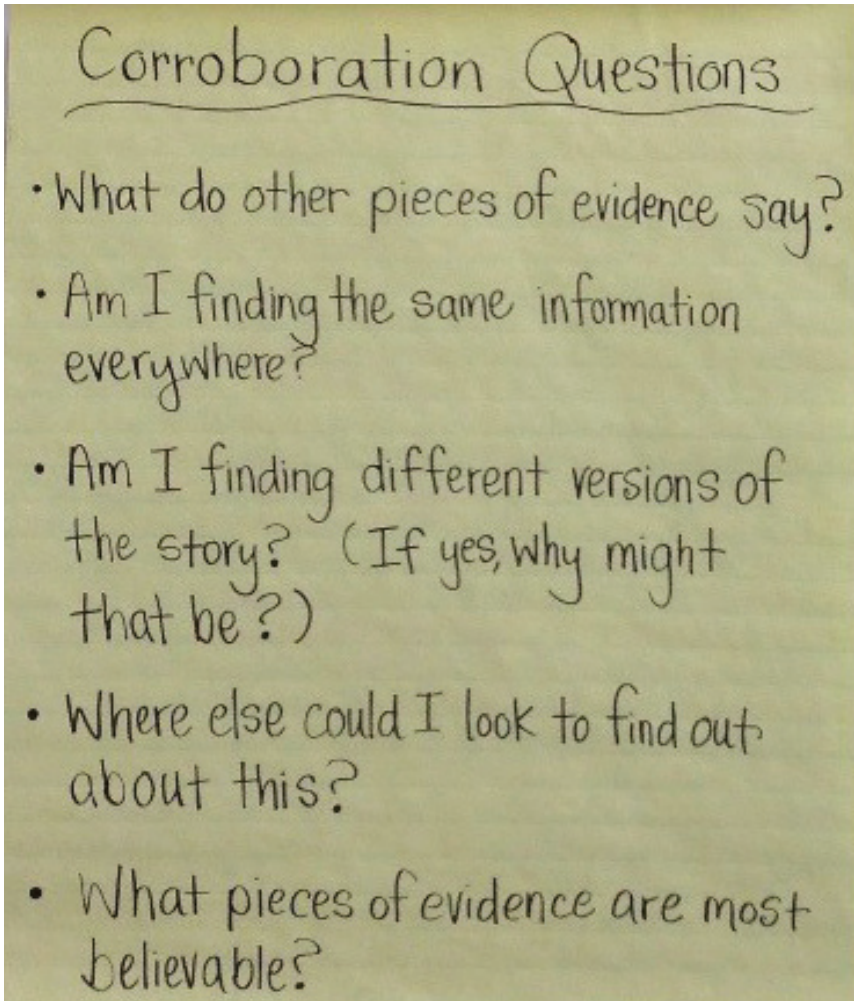 Corroboration Questions
• What do other pieces of evidence say?
• Am I finding the same information
everywhere?
• Am I finding different versions of
the story? (If yes, why might
that be?)
• Where else could I look to find out
about this?
• What pieces of evidence are most
believable?